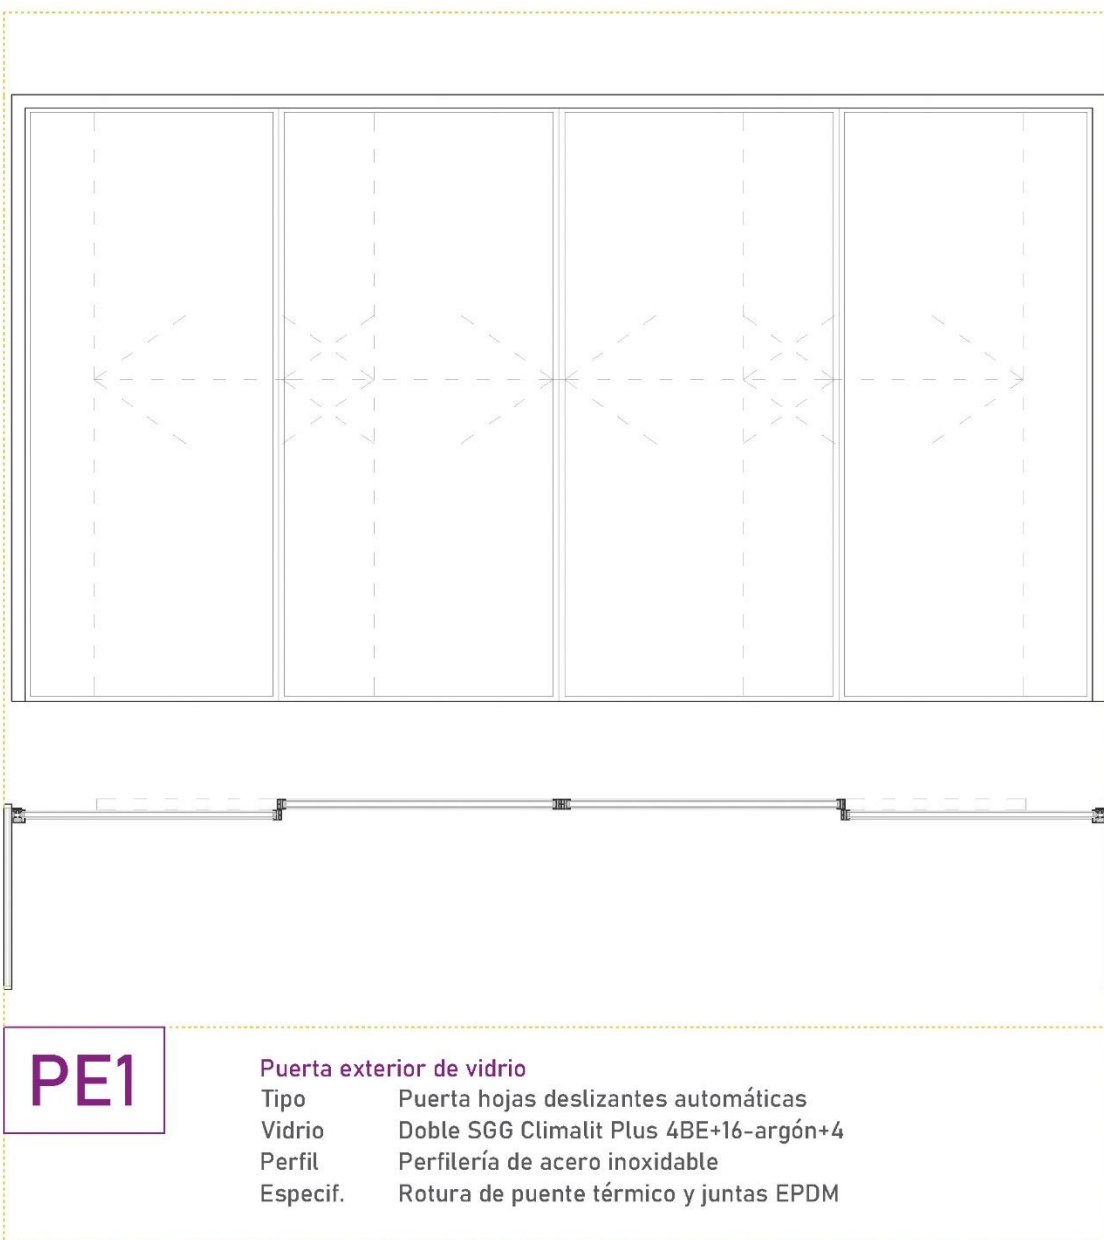 PE1
Puerta exterior de vidrio
Tipo Puerta hojas deslizantes automáticas
Vidrio Doble SGG Climalit Plus 4BE+16-argón+4
Perfil Perfilería de acero inoxidable
Especif. Rotura de puente térmico y juntas EPDM